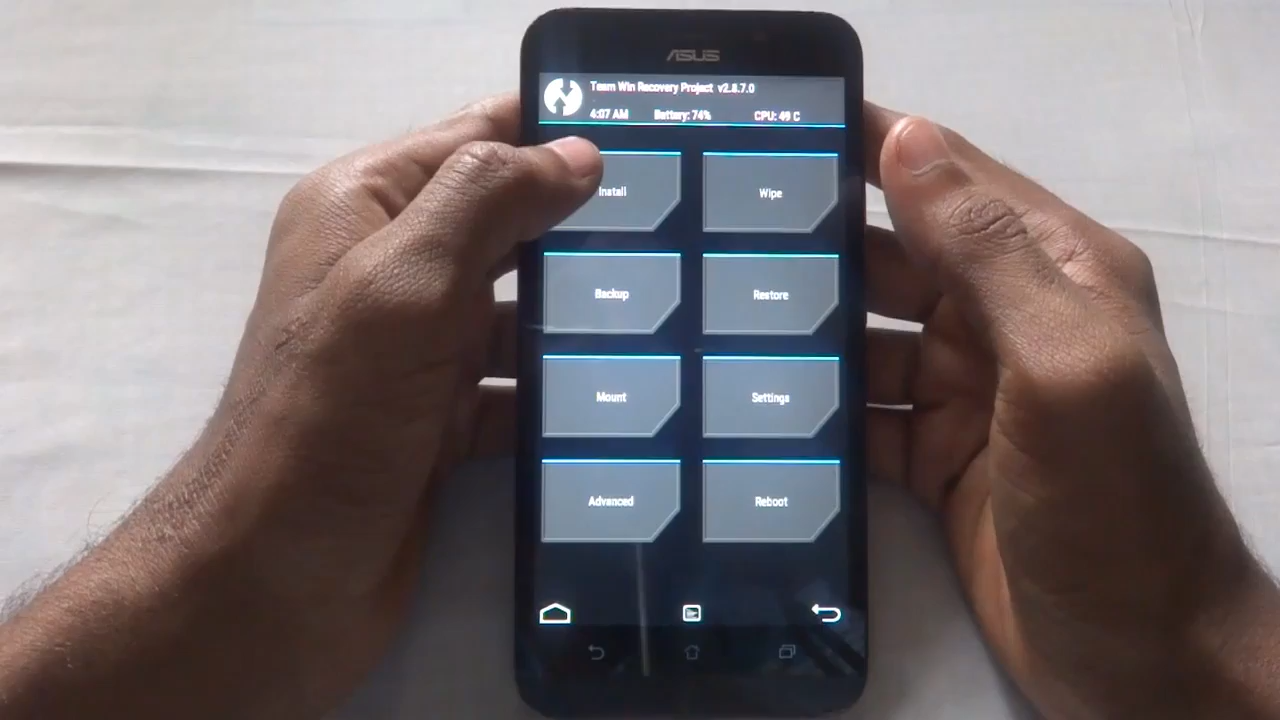 ASUS
Team Win Recovery Project v2.8.7.0
4:07 AM Battery: 74% CPU: 49 C
Install Wipe
Backup Restore
Mount Settings
Advanced Reboot